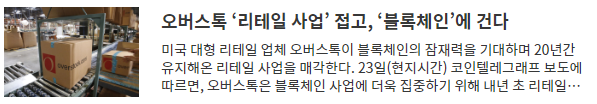 오버스톡 ‘리테일 사업’ 접고, ‘블록체인’에 건다
미국 대형 리테일 업체 오버스톡이 블록체인의 잠재력을 기대하며 20년간
유지해온 리테일 사업을 매각한다. 23일(현지시간) 코인텔레그래프 보도에
따르면, 오버스톡은 블록체인 사업에 더욱 집중하기 위해 내년 초 리테일…